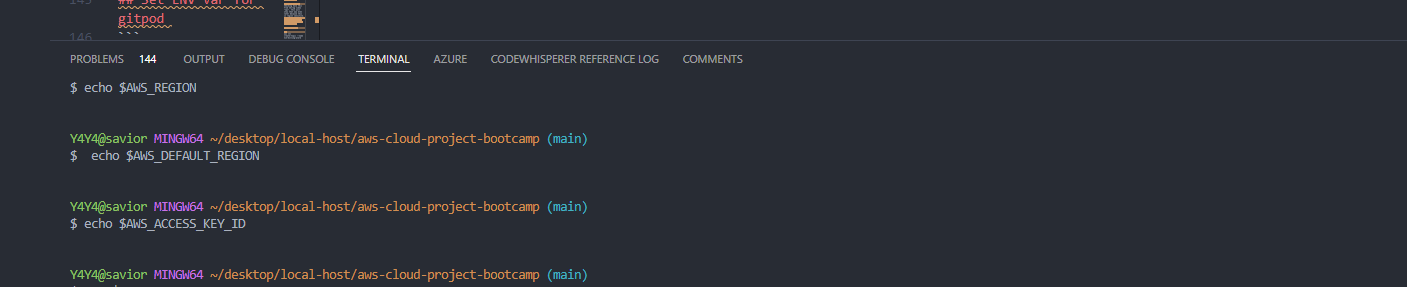 145 ## Set ENV var for
gitpod
146 ```
PROBLEMS 144 OUTPUT DEBUG CONSOLE TERMINAL AZURE CODEWHISPERER REFERENCE LOG COMMENTS
$ echo $AWS_REGION
Y4Y4@savior MINGW64 ~/desktop/local-host/aws-cloud-project-bootcamp (main)
$ echo $AWS_DEFAULT_REGION
Y4Y4@savior MINGW64 ~/desktop/local-host/aws-cloud-project-bootcamp (main)
$ echo $AWS_ACCESS_KEY_ID
Y4Y4@savior MINGW64 ~/desktop/local-host/aws-cloud-project-bootcamp (main)